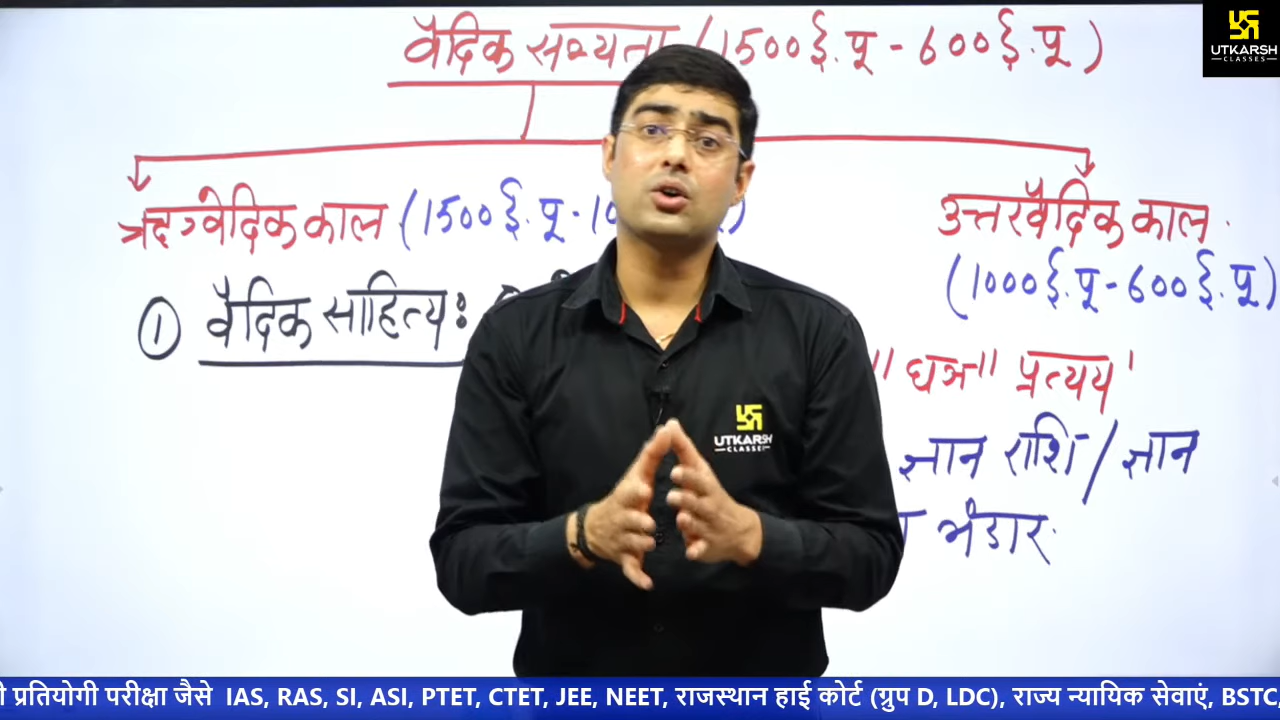 वैदिक सभ्यता (1500 ई.पू - 600 ई.पू)
UTKARSH
CLASSES
ऋग्वैदिक काल (1500 ई.पू - 10
उत्तरवैदिक काल
(1000 ई.पू - 600 ई.पू)
① वैदिक साहित्य:
"घञ" प्रत्यय'
ज्ञान राशि / ज्ञान
भंडार
UTKARSH
CLASSES
प्रतियोगी परीक्षा जैसे IAS, RAS, SI, ASI, PTET, CTET, JEE, NEET, राजस्थान हाई कोर्ट (ग्रुप D, LDC), राज्य न्यायिक सेवाएं, BSTC,